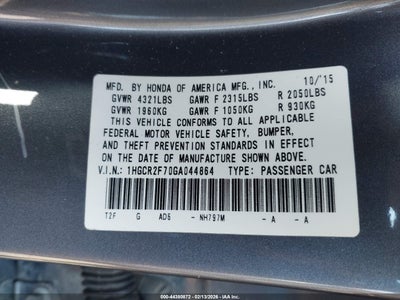 MFD. BY HONDA OF AMERICA MFG., INC. 10/'15
GVWR 4321LBS GAWR F 2315LBS R 2050LBS
GVWR 1960KG GAWR F 1050KG R 930KG
THIS VEHICLE CONFORMS TO ALL APPLICABLE
FEDERAL MOTOR VEHICLE SAFETY, BUMPER,
AND THEFT PREVENTION STANDARDS IN EFFECT
ON THE DATE OF MANUFACTURE SHOWN ABOVE.
V.I.N.: 1HGCR2F70GA044864 TYPE: PASSENGER CAR
T2F G AD6 -NH797M -A -A
000-44380872 - 02/13/2026 - © IAA, LLC